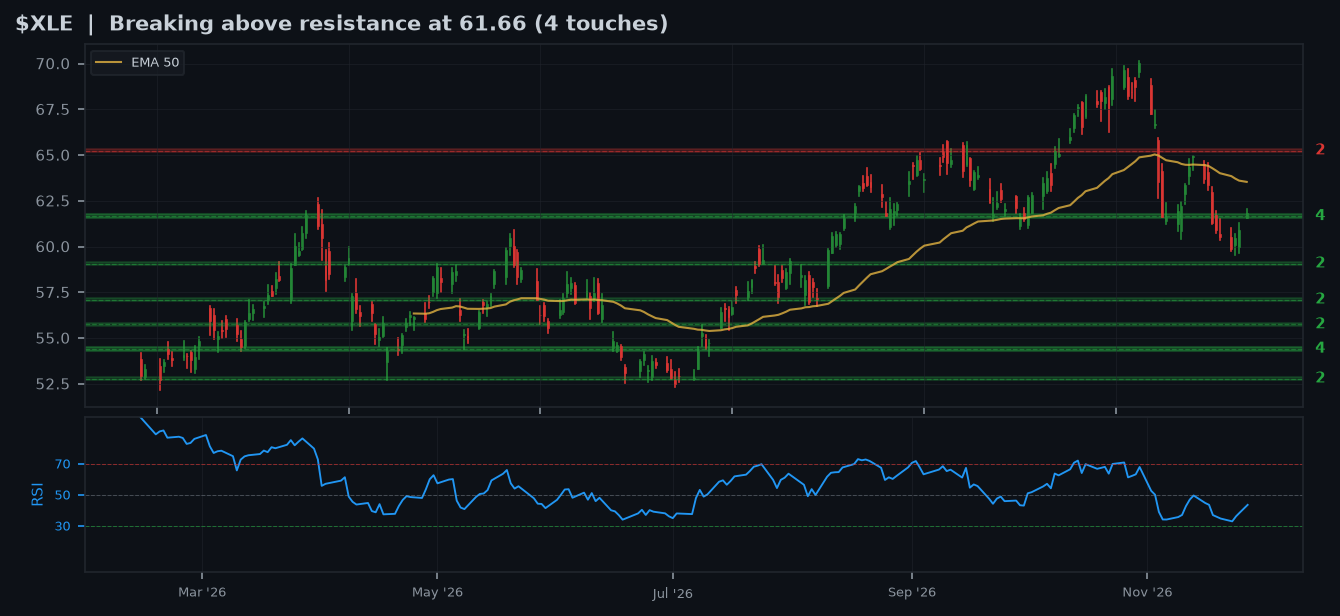 $XLE | Breaking above resistance at 61.66 (4 touches)
EMA 50
70.0
67.5
65.0
62.5
60.0
57.5
55.0
52.5
2
4
2
2
2
4
2
RSI
70
50
30
Mar '26
May '26
Jul '26
Sep '26
Nov '26